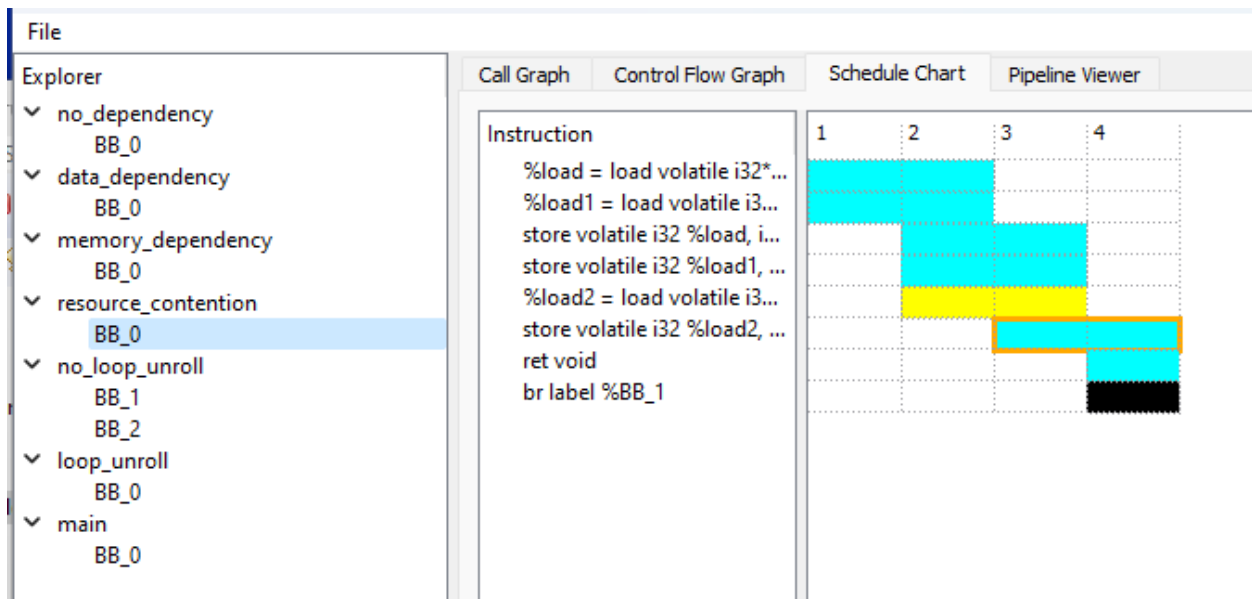 File
Explorer
no_dependency
BB_0
data_dependency
BB_0
memory_dependency
BB_0
resource_contention
BB_0
no_loop_unroll
BB_1
BB_2
loop_unroll
BB_0
main
BB_0
Call Graph Control Flow Graph Schedule Chart Pipeline Viewer
Instruction
%load = load volatile i32*...
%load1 = load volatile i3...
store volatile i32 %load, i...
store volatile i32 %load1, ...
%load2 = load volatile i3...
store volatile i32 %load2, ...
ret void
br label %BB_1
1 2 3 4